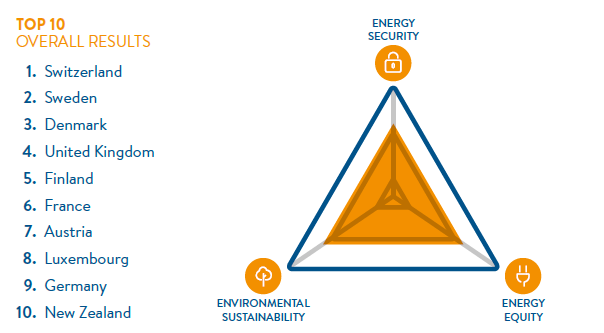 TOP 10
OVERALL RESULTS
1. Switzerland
2. Sweden
3. Denmark
4. United Kingdom
5. Finland
6. France
7. Austria
8. Luxembourg
9. Germany
10. New Zealand
ENERGY
SECURITY
ENVIRONMENTAL
SUSTAINABILITY
ENERGY
EQUITY